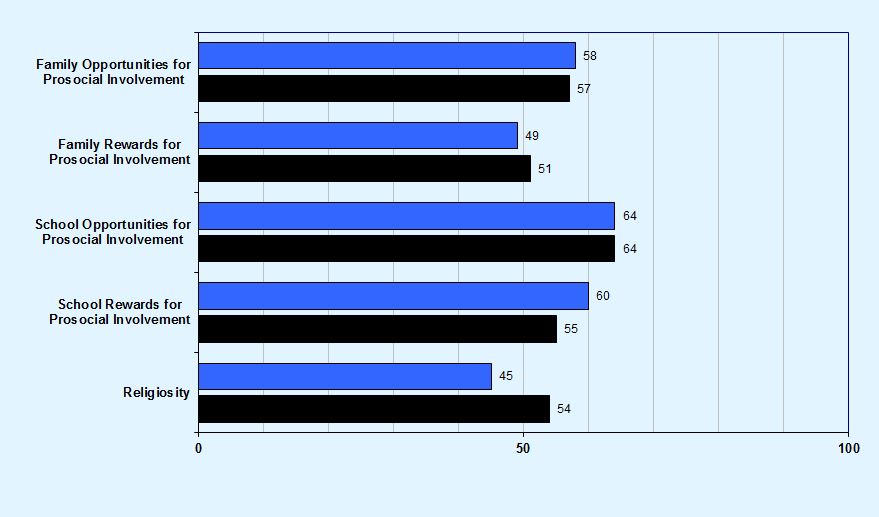 Family Opportunities for
Prosocial Involvement
58
57
Family Rewards for
Prosocial Involvement
49
51
School Opportunities for
Prosocial Involvement
64
64
School Rewards for
Prosocial Involvement
60
55
Religiosity
45
54
0
50
100